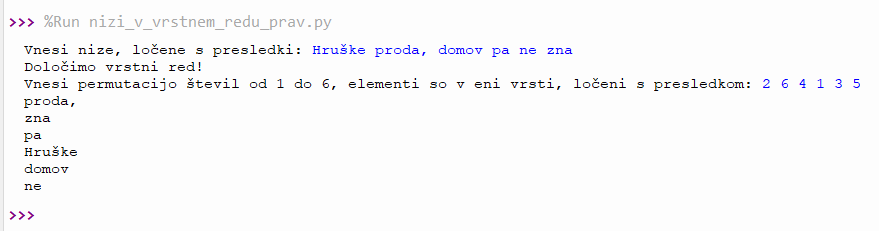 >>> %Run nizi_v_vrstnem_redu_prav.py
Vnesi nize, ločene s presledki: Hruške proda, domov pa ne zna
Določimo vrstni red!
Vnesi permutacijo števil od 1 do 6, elementi so v eni vrsti, ločeni s presledkom: 2 6 4 1 3 5
proda,
zna
pa
Hruške
domov
ne
>>>